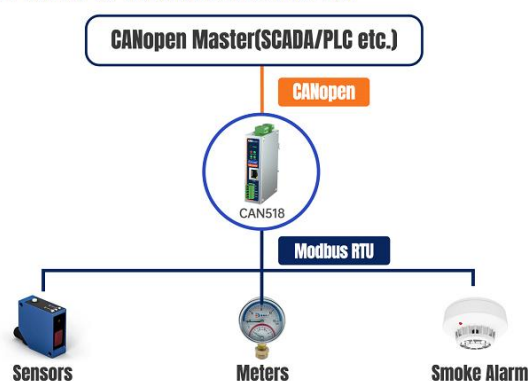 CANopen Master(SCADA/PLC etc.)
CANopen
CAN518
Modbus RTU
Sensors
Meters
Smoke Alarm